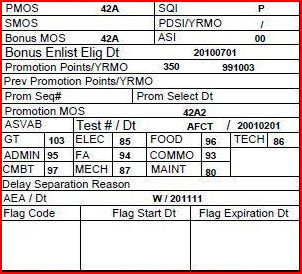 PMOS 42A SQI P
SMOS PDSI/YRMO /
Bonus MOS 42A ASI 00
Bonus Enlist Elig Dt 20100701
Promotion Points/YRMO 350 991003
Prev Promotion Points/YRMO
Prom Seq# Prom Select Dt
Promotion MOS 42A2
ASVAB Test # / Dt AFCT / 20010201
GT 103 ELEC 85 FOOD 96 TECH 86
ADMIN 95 FA 94 COMMO 93
CMBT 97 MECH 87 MAINT 80
Delay Separation Reason
AEA / Dt W / 201111
Flag Code Flag Start Dt Flag Expiration Dt